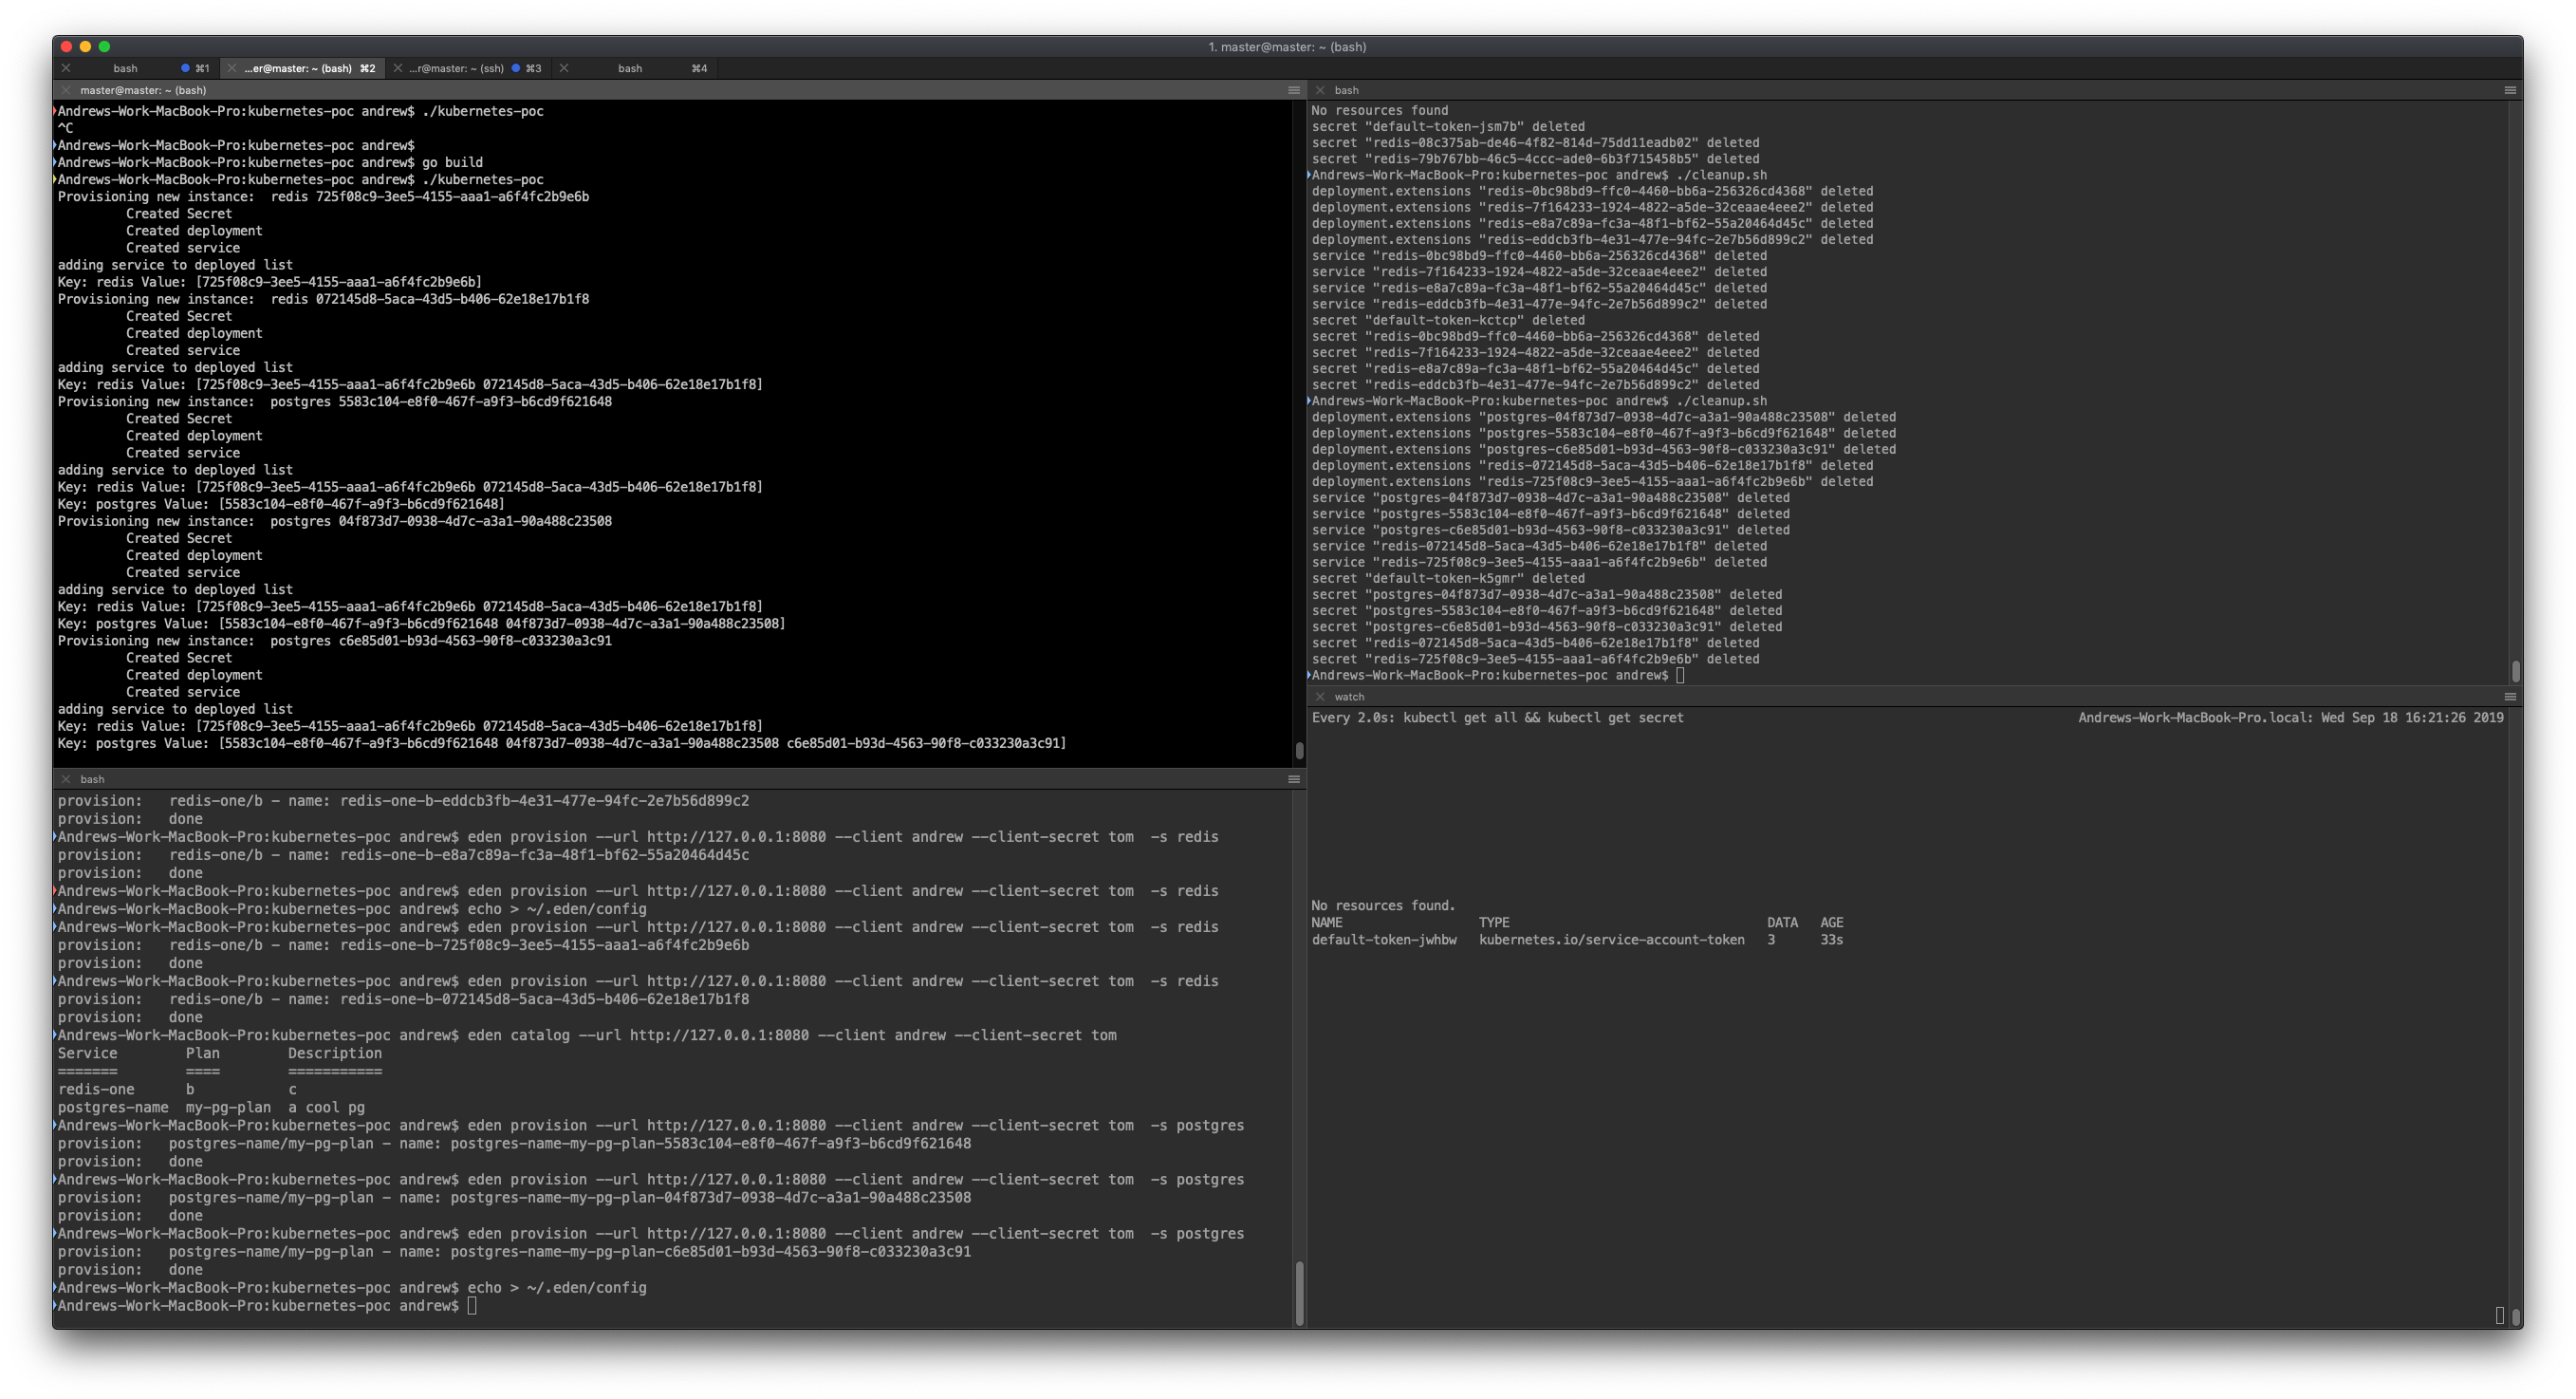 1. master@master: ~ (bash)
bash ⌘1 ...er@master: ~ (bash) ⌘2 ...r@master: ~ (ssh) ⌘3 bash ⌘4
master@master: ~ (bash)
Andrews-Work-MacBook-Pro:kubernetes-poc andrew$ ./kubernetes-poc
^C
Andrews-Work-MacBook-Pro:kubernetes-poc andrew$
Andrews-Work-MacBook-Pro:kubernetes-poc andrew$ go build
Andrews-Work-MacBook-Pro:kubernetes-poc andrew$ ./kubernetes-poc
Provisioning new instance:  redis 725f08c9-3ee5-4155-aaa1-a6f4fc2b9e6b
Created Secret
Created deployment
Created service
adding service to deployed list
Key: redis Value: [725f08c9-3ee5-4155-aaa1-a6f4fc2b9e6b]
Provisioning new instance:  redis 072145d8-5aca-43d5-b406-62e18e17b1f8
Created Secret
Created deployment
Created service
adding service to deployed list
Key: redis Value: [725f08c9-3ee5-4155-aaa1-a6f4fc2b9e6b 072145d8-5aca-43d5-b406-62e18e17b1f8]
Provisioning new instance:  postgres 5583c104-e8f0-467f-a9f3-b6cd9f621648
Created Secret
Created deployment
Created service
adding service to deployed list
Key: redis Value: [725f08c9-3ee5-4155-aaa1-a6f4fc2b9e6b 072145d8-5aca-43d5-b406-62e18e17b1f8]
Key: postgres Value: [5583c104-e8f0-467f-a9f3-b6cd9f621648]
Provisioning new instance:  postgres 04f873d7-0938-4d7c-a3a1-90a488c23508
Created Secret
Created deployment
Created service
adding service to deployed list
Key: redis Value: [725f08c9-3ee5-4155-aaa1-a6f4fc2b9e6b 072145d8-5aca-43d5-b406-62e18e17b1f8]
Key: postgres Value: [5583c104-e8f0-467f-a9f3-b6cd9f621648 04f873d7-0938-4d7c-a3a1-90a488c23508]
Provisioning new instance:  postgres c6e85d01-b93d-4563-90f8-c033230a3c91
Created Secret
Created deployment
Created service
adding service to deployed list
Key: redis Value: [725f08c9-3ee5-4155-aaa1-a6f4fc2b9e6b 072145d8-5aca-43d5-b406-62e18e17b1f8]
Key: postgres Value: [5583c104-e8f0-467f-a9f3-b6cd9f621648 04f873d7-0938-4d7c-a3a1-90a488c23508 c6e85d01-b93d-4563-90f8-c033230a3c91]
bash
provision:   redis-one/b - name: redis-one-b-eddcb3fb-4e31-477e-94fc-2e7b56d899c2
provision:   done
Andrews-Work-MacBook-Pro:kubernetes-poc andrew$ eden provision --url http://127.0.0.1:8080 --client andrew --client-secret tom  -s redis
provision:   redis-one/b - name: redis-one-b-e8a7c89a-fc3a-48f1-bf62-55a20464d45c
provision:   done
Andrews-Work-MacBook-Pro:kubernetes-poc andrew$ eden provision --url http://127.0.0.1:8080 --client andrew --client-secret tom  -s redis
Andrews-Work-MacBook-Pro:kubernetes-poc andrew$ echo > ~/.eden/config
Andrews-Work-MacBook-Pro:kubernetes-poc andrew$ eden provision --url http://127.0.0.1:8080 --client andrew --client-secret tom  -s redis
provision:   redis-one/b - name: redis-one-b-725f08c9-3ee5-4155-aaa1-a6f4fc2b9e6b
provision:   done
Andrews-Work-MacBook-Pro:kubernetes-poc andrew$ eden provision --url http://127.0.0.1:8080 --client andrew --client-secret tom  -s redis
provision:   redis-one/b - name: redis-one-b-072145d8-5aca-43d5-b406-62e18e17b1f8
provision:   done
Andrews-Work-MacBook-Pro:kubernetes-poc andrew$ eden catalog --url http://127.0.0.1:8080 --client andrew --client-secret tom
Service        Plan        Description
=======        ====        ===========
redis-one      b           c
postgres-name  my-pg-plan  a cool pg
Andrews-Work-MacBook-Pro:kubernetes-poc andrew$ eden provision --url http://127.0.0.1:8080 --client andrew --client-secret tom  -s postgres
provision:   postgres-name/my-pg-plan - name: postgres-name-my-pg-plan-5583c104-e8f0-467f-a9f3-b6cd9f621648
provision:   done
Andrews-Work-MacBook-Pro:kubernetes-poc andrew$ eden provision --url http://127.0.0.1:8080 --client andrew --client-secret tom  -s postgres
provision:   postgres-name/my-pg-plan - name: postgres-name-my-pg-plan-04f873d7-0938-4d7c-a3a1-90a488c23508
provision:   done
Andrews-Work-MacBook-Pro:kubernetes-poc andrew$ eden provision --url http://127.0.0.1:8080 --client andrew --client-secret tom  -s postgres
provision:   postgres-name/my-pg-plan - name: postgres-name-my-pg-plan-c6e85d01-b93d-4563-90f8-c033230a3c91
provision:   done
Andrews-Work-MacBook-Pro:kubernetes-poc andrew$ echo > ~/.eden/config
Andrews-Work-MacBook-Pro:kubernetes-poc andrew$
bash
No resources found
secret "default-token-jsm7b" deleted
secret "redis-08c375ab-de46-4f82-814d-75dd11eadb02" deleted
secret "redis-79b767bb-46c5-4ccc-ade0-6b3f715458b5" deleted
Andrews-Work-MacBook-Pro:kubernetes-poc andrew$ ./cleanup.sh
deployment.extensions "redis-0bc98bd9-ffc0-4460-bb6a-256326cd4368" deleted
deployment.extensions "redis-7f164233-1924-4822-a5de-32ceaae4eee2" deleted
deployment.extensions "redis-e8a7c89a-fc3a-48f1-bf62-55a20464d45c" deleted
deployment.extensions "redis-eddcb3fb-4e31-477e-94fc-2e7b56d899c2" deleted
service "redis-0bc98bd9-ffc0-4460-bb6a-256326cd4368" deleted
service "redis-7f164233-1924-4822-a5de-32ceaae4eee2" deleted
service "redis-e8a7c89a-fc3a-48f1-bf62-55a20464d45c" deleted
service "redis-eddcb3fb-4e31-477e-94fc-2e7b56d899c2" deleted
secret "default-token-kctcp" deleted
secret "redis-0bc98bd9-ffc0-4460-bb6a-256326cd4368" deleted
secret "redis-7f164233-1924-4822-a5de-32ceaae4eee2" deleted
secret "redis-e8a7c89a-fc3a-48f1-bf62-55a20464d45c" deleted
secret "redis-eddcb3fb-4e31-477e-94fc-2e7b56d899c2" deleted
Andrews-Work-MacBook-Pro:kubernetes-poc andrew$ ./cleanup.sh
deployment.extensions "postgres-04f873d7-0938-4d7c-a3a1-90a488c23508" deleted
deployment.extensions "postgres-5583c104-e8f0-467f-a9f3-b6cd9f621648" deleted
deployment.extensions "postgres-c6e85d01-b93d-4563-90f8-c033230a3c91" deleted
deployment.extensions "redis-072145d8-5aca-43d5-b406-62e18e17b1f8" deleted
deployment.extensions "redis-725f08c9-3ee5-4155-aaa1-a6f4fc2b9e6b" deleted
service "postgres-04f873d7-0938-4d7c-a3a1-90a488c23508" deleted
service "postgres-5583c104-e8f0-467f-a9f3-b6cd9f621648" deleted
service "postgres-c6e85d01-b93d-4563-90f8-c033230a3c91" deleted
service "redis-072145d8-5aca-43d5-b406-62e18e17b1f8" deleted
service "redis-725f08c9-3ee5-4155-aaa1-a6f4fc2b9e6b" deleted
secret "default-token-k5gmr" deleted
secret "postgres-04f873d7-0938-4d7c-a3a1-90a488c23508" deleted
secret "postgres-5583c104-e8f0-467f-a9f3-b6cd9f621648" deleted
secret "postgres-c6e85d01-b93d-4563-90f8-c033230a3c91" deleted
secret "redis-072145d8-5aca-43d5-b406-62e18e17b1f8" deleted
secret "redis-725f08c9-3ee5-4155-aaa1-a6f4fc2b9e6b" deleted
Andrews-Work-MacBook-Pro:kubernetes-poc andrew$
watch
Every 2.0s: kubectl get all && kubectl get secret Andrews-Work-MacBook-Pro.local: Wed Sep 18 16:21:26 2019
No resources found.
NAME                  TYPE                                  DATA   AGE
default-token-jwhbw   kubernetes.io/service-account-token   3      33s